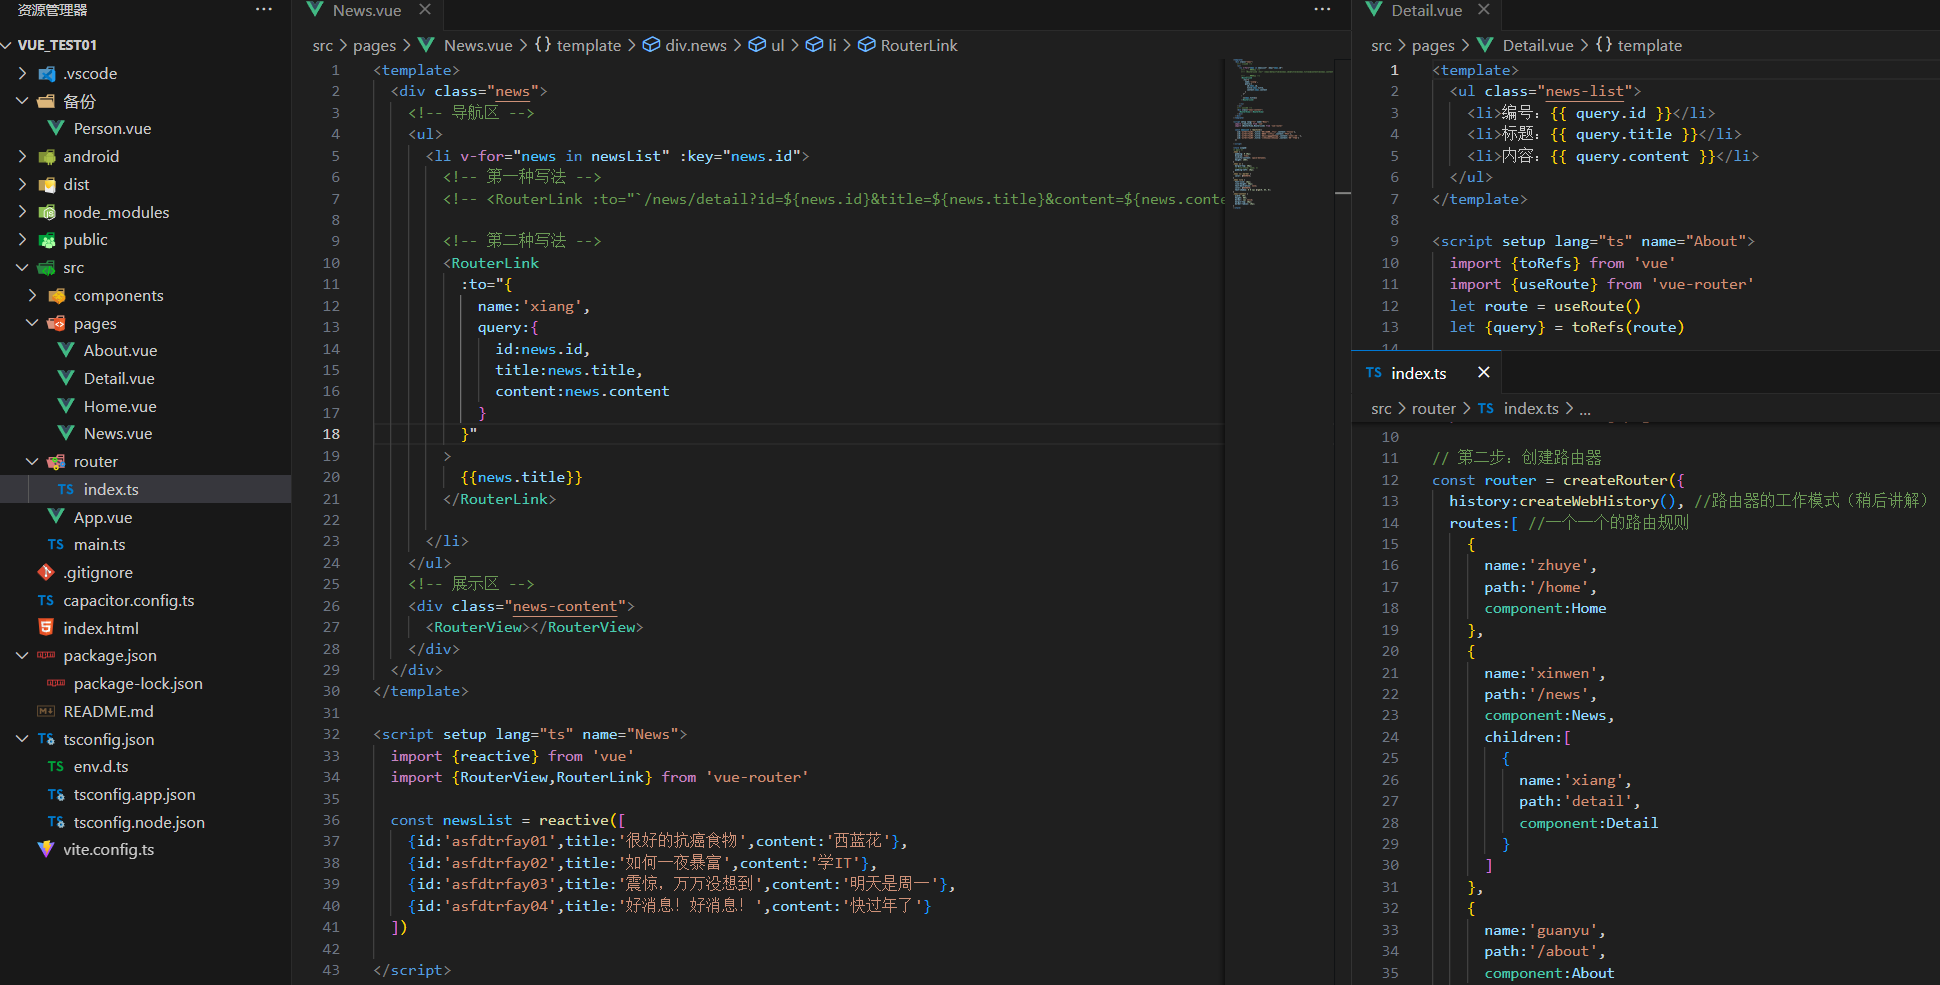 资源管理器
VUE_TEST01
.vscode
备份
Person.vue
android
dist
node_modules
public
src
components
pages
About.vue
Detail.vue
Home.vue
News.vue
router
index.ts
App.vue
main.ts
.gitignore
capacitor.config.ts
index.html
package.json
package-lock.json
README.md
tsconfig.json
env.d.ts
tsconfig.app.json
tsconfig.node.json
vite.config.ts
News.vue
src > pages > News.vue > {} template > div.news > ul > li > RouterLink
1 <template>
2 <div class="news">
3 <!-- 导航区 -->
4 <ul>
5 <li v-for="news in newsList" :key="news.id">
6 <!-- 第一种写法 -->
7 <!-- <RouterLink :to="`/news/detail?id=${news.id}&title=${news.title}&content=${news.conte
8
9 <!-- 第二种写法 -->
10 <RouterLink
11 :to="{
12 name:'xiang',
13 query:{
14 id:news.id,
15 title:news.title,
16 content:news.content
17 }
18 }"
19 >
20 {{news.title}}
21 </RouterLink>
22
23 </li>
24 </ul>
25 <!-- 展示区 -->
26 <div class="news-content">
27 <RouterView></RouterView>
28 </div>
29 </div>
30 </template>
31
32 <script setup lang="ts" name="News">
33 import {reactive} from 'vue'
34 import {RouterView,RouterLink} from 'vue-router'
35
36 const newsList = reactive([
37 {id:'asfdtrfay01',title:'很好的抗癌食物',content:'西蓝花'},
38 {id:'asfdtrfay02',title:'如何一夜暴富',content:'学IT'},
39 {id:'asfdtrfay03',title:'震惊，万万没想到',content:'明天是周一'},
40 {id:'asfdtrfay04',title:'好消息！好消息！',content:'快过年了'}
41 ])
42
43 </script>
Detail.vue
src > pages > Detail.vue > {} template
1 <template>
2 <ul class="news-list">
3 <li>编号：{{ query.id }}</li>
4 <li>标题：{{ query.title }}</li>
5 <li>内容：{{ query.content }}</li>
6 </ul>
7 </template>
8
9 <script setup lang="ts" name="About">
10 import {toRefs} from 'vue'
11 import {useRoute} from 'vue-router'
12 let route = useRoute()
13 let {query} = toRefs(route)
14
TS index.ts
src > router > TS index.ts > ...
10
11 // 第二步：创建路由器
12 const router = createRouter({
13 history:createWebHistory(), //路由器的工作模式（稍后讲解）
14 routes:[ //一个一个的路由规则
15 {
16 name:'zhuye',
17 path:'/home',
18 component:Home
19 },
20 {
21 name:'xinwen',
22 path:'/news',
23 component:News,
24 children:[
25 {
26 name:'xiang',
27 path:'detail',
28 component:Detail
29 }
30 ]
31 },
32 {
33 name:'guanyu',
34 path:'/about',
35 component:About